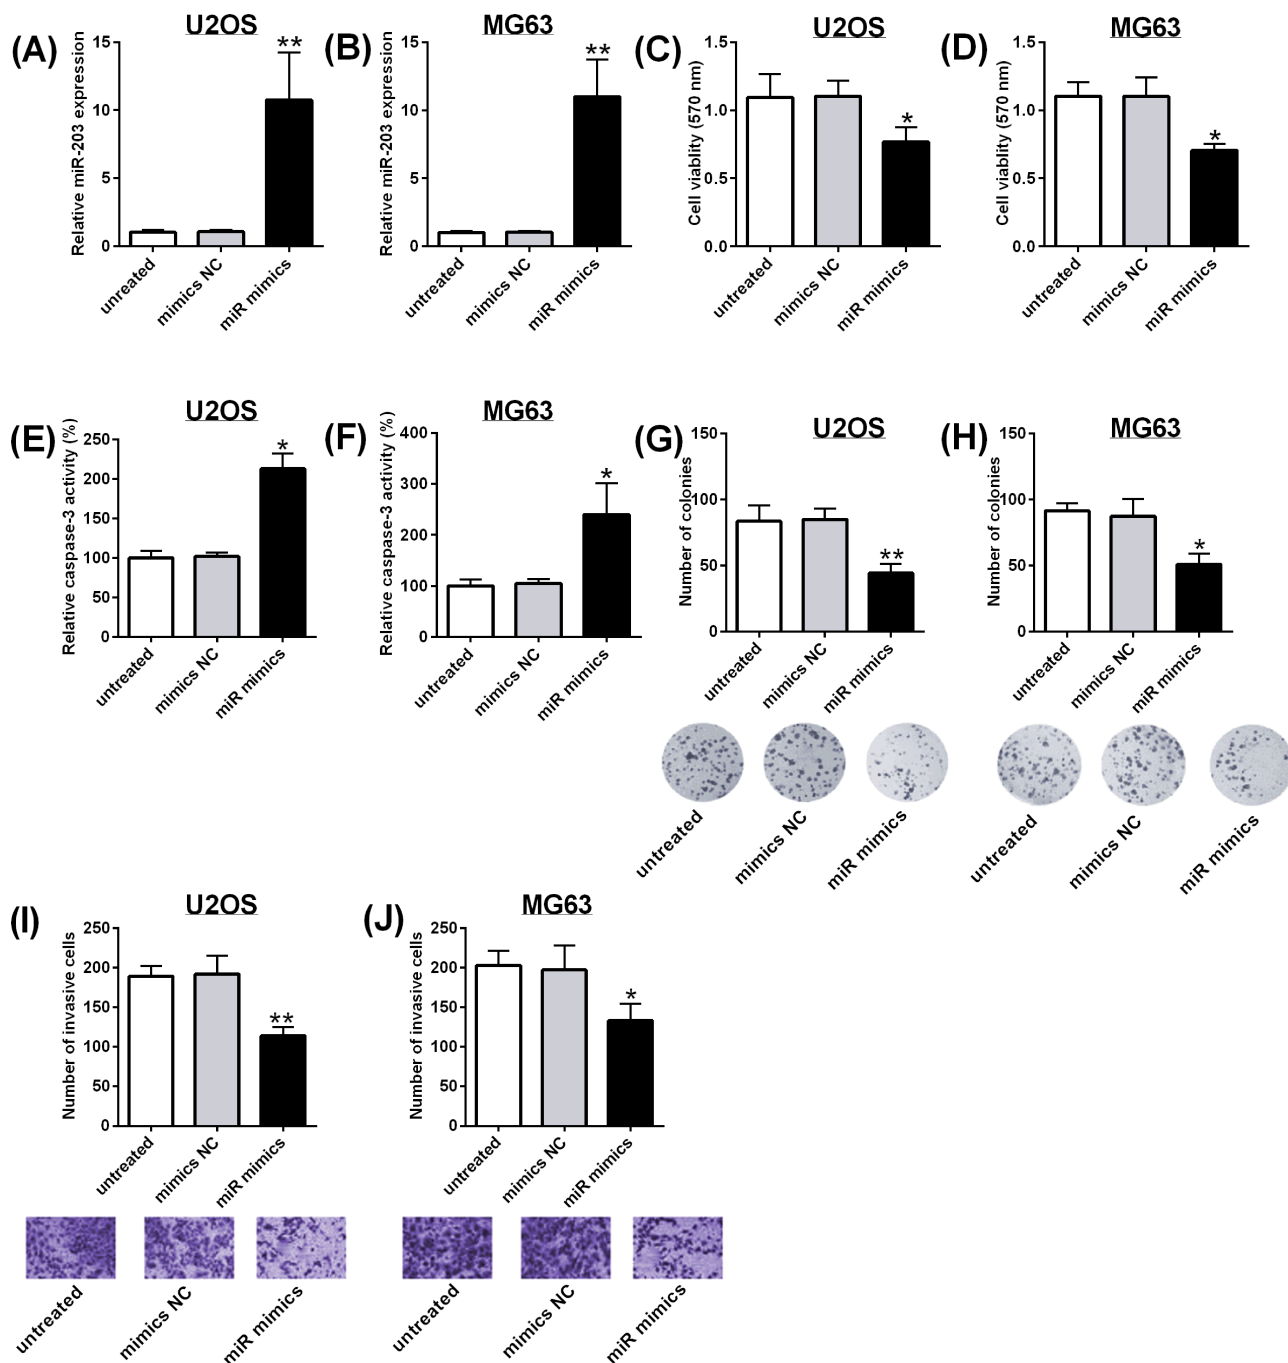 (A)
U2OS
Relative miR-203 expression
15
10
5
0
**
unreated
mimics NC
miR mimics
(B)
MG63
Relative miR-203 expression
15
10
5
0
**
untreated
mimics NC
miR mimics
(C)
U2OS
Cell viablity (570 nm)
1.5
1.0
0.5
0.0
*
untreated
mimics NC
miR mimics
(D)
MG63
Cell viablity (570 nm)
1.5
1.0
0.5
0.0
*
untreated
mimics NC
miR mimics
(E)
U2OS
Relative caspase-3 activity (%)
250
200
150
100
50
0
*
untreated
mimics NC
miR mimics
(F)
MG63
Relative caspase-3 activity (%)
400
300
200
100
0
*
untreated
mimics NC
miR mimics
(G)
U2OS
Number of colonies
150
100
50
0
**
untreated
mimics NC
miR mimics
untreated
mimics NC
miR mimics
(H)
MG63
Number of colonies
150
100
50
0
*
untreated
mimics NC
miR mimics
untreated
mimics NC
miR mimics
(I)
U2OS
Number of invasive cells
250
200
150
100
50
0
**
untreated
mimics NC
miR mimics
untreated
mimics NC
miR mimics
(J)
MG63
Number of invasive cells
250
200
150
100
50
0
*
untreated
mimics NC
miR mimics
untreated
mimics NC
miR mimics